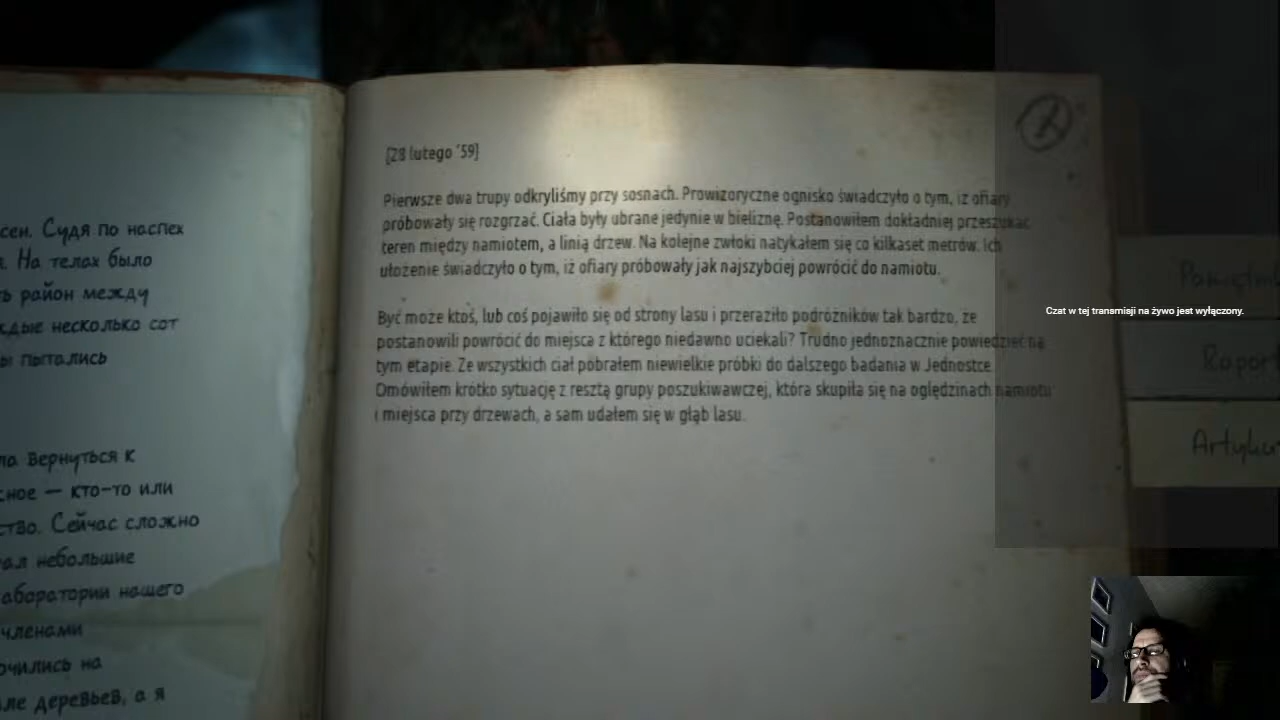 сен. Судя по наспех
. На телах было
ь район между
ждые несколько сот
ы пытались
ла вернуться к
сное — кто-то или
ство. Сейчас сложно
ал небольшие
аборатории нашего
членами
очились на
ле деревьев, а я
[28 lutego '59]
Pierwsze dwa trupy odkryliśmy przy sosnach. Prowizoryczne ognisko świadczyło o tym, iż ofiary
próbowały się rozgrzać. Ciała były ubrane jedynie w bieliznę. Postanowiłem dokładniej przeszukać
teren między namiotem, a linią drzew. Na kolejne zwłoki natykałem się co kilkaset metrów. Ich
ułożenie świadczyło o tym, iż ofiary próbowały jak najszybciej powrócić do namiotu.
Być może ktoś, lub coś pojawiło się od strony lasu i przeraziło podróżników tak bardzo, że
postanowili powrócić do miejsca z którego niedawno uciekali? Trudno jednoznacznie powiedzieć na
tym etapie. Ze wszystkich ciał pobrałem niewielkie próbki do dalszego badania w Jednostce.
Omówiłem krótko sytuację z resztą grupy poszukiwawczej, która skupiła się na oględzinach namiotu
i miejsca przy drzewach, a sam udałem się w głąb lasu.
Czat w tej transmisji na żywo jest wyłączony.
Pamiętni
Raport
Artyku